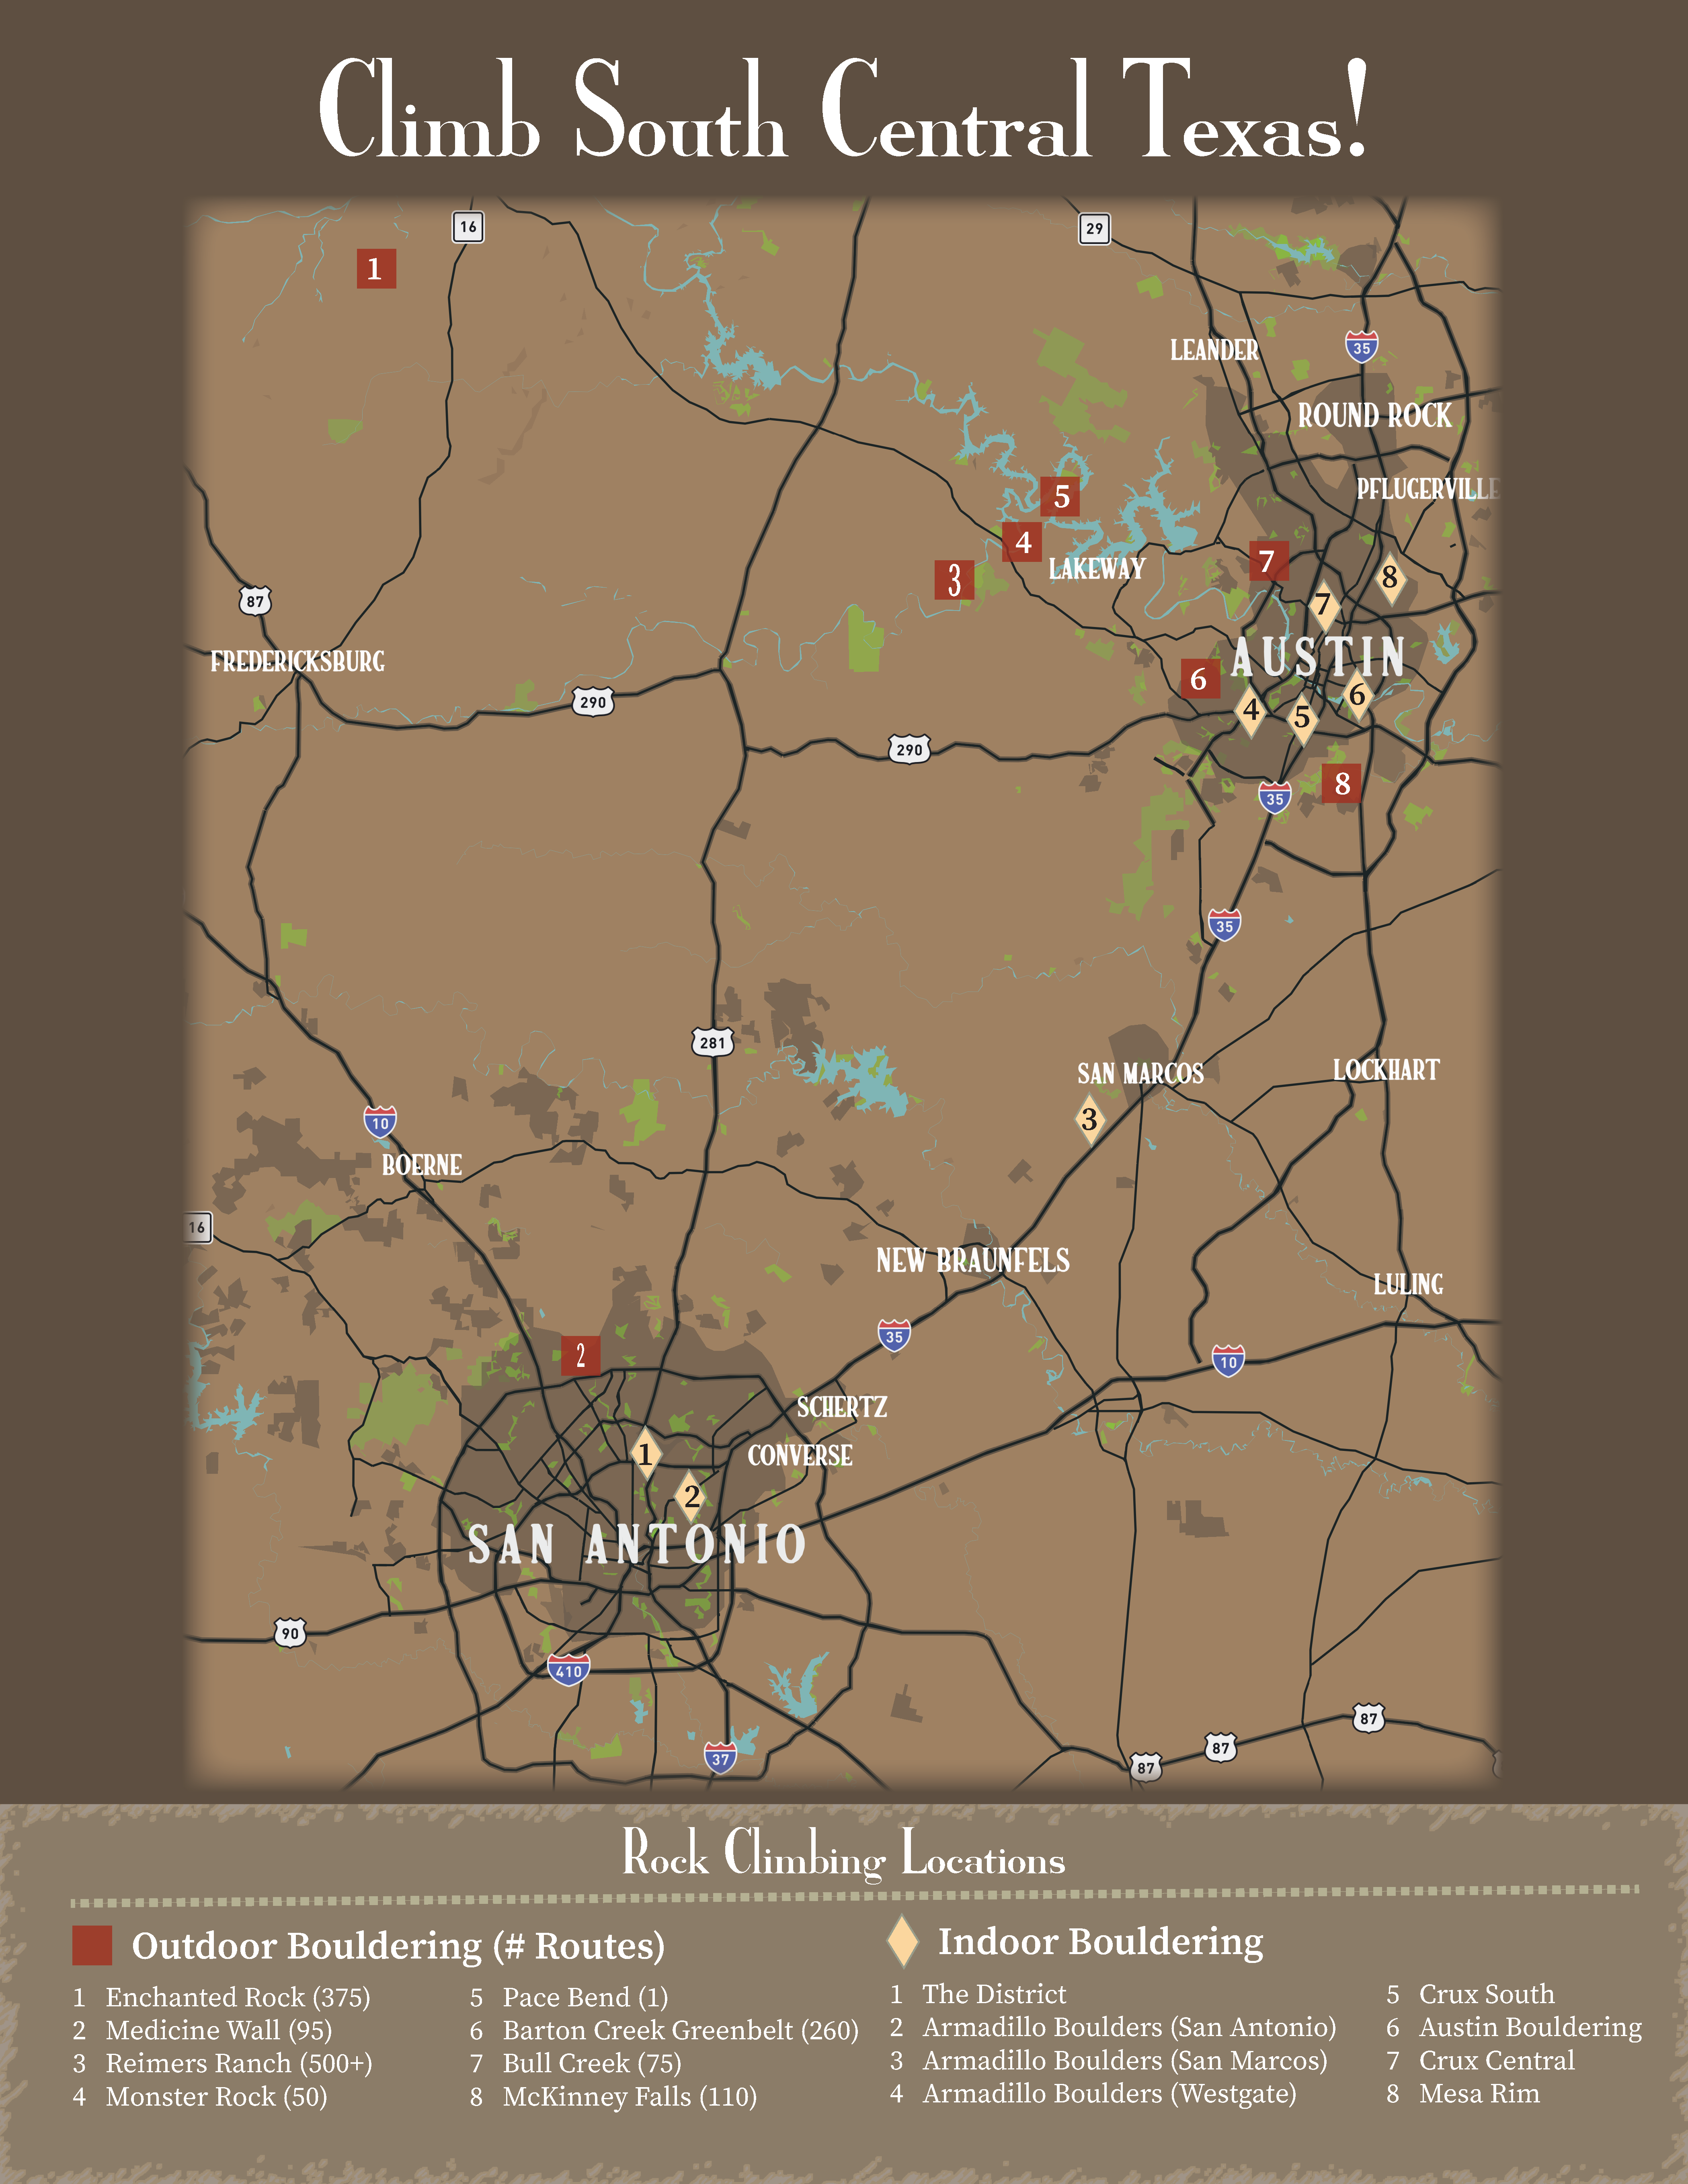 Climb South Central Texas!
16
29
1
LEANDER
35
ROUND ROCK
PFLUGERVILLE
5
4
3
LAKEWAY
7
8
7
87
FREDERICKSBURG
AUSTIN
6
6
290
4
5
290
8
35
35
281
SAN MARCOS
LOCKHART
3
10
BOERNE
16
NEW BRAUNFELS
LULING
35
10
2
SCHERTZ
1
CONVERSE
2
SAN ANTONIO
90
410
87
87
37
87
Rock Climbing Locations
Outdoor Bouldering (# Routes)
1 Enchanted Rock (375)
2 Medicine Wall (95)
3 Reimers Ranch (500+)
4 Monster Rock (50)
5 Pace Bend (1)
6 Barton Creek Greenbelt (260)
7 Bull Creek (75)
8 McKinney Falls (110)
Indoor Bouldering
1 The District
2 Armadillo Boulders (San Antonio)
3 Armadillo Boulders (San Marcos)
4 Armadillo Boulders (Westgate)
5 Crux South
6 Austin Bouldering
7 Crux Central
8 Mesa Rim